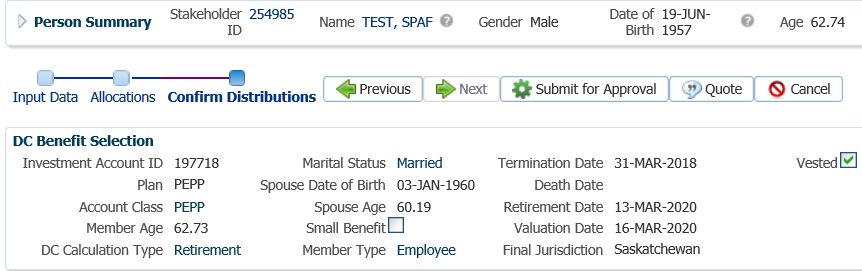 Person Summary Stakeholder ID 254985 Name TEST, SPAF Gender Male Date of Birth 19-JUN-1957 Age 62.74
Input Data Allocations Confirm Distributions Previous Next Submit for Approval Quote Cancel
DC Benefit Selection
Investment Account ID 197718 Marital Status Married Termination Date 31-MAR-2018 Vested
Plan PEPP Spouse Date of Birth 03-JAN-1960 Death Date
Account Class PEPP Spouse Age 60.19 Retirement Date 13-MAR-2020
Member Age 62.73 Small Benefit Valuation Date 16-MAR-2020
DC Calculation Type Retirement Member Type Employee Final Jurisdiction Saskatchewan